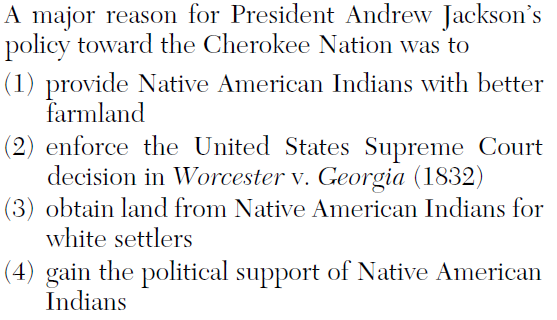 A major reason for President Andrew Jackson's
policy toward the Cherokee Nation was to
(1) provide Native American Indians with better
farmland
(2) enforce the United States Supreme Court
decision in Worcester v. Georgia (1832)
(3) obtain land from Native American Indians for
white settlers
(4) gain the political support of Native American
Indians